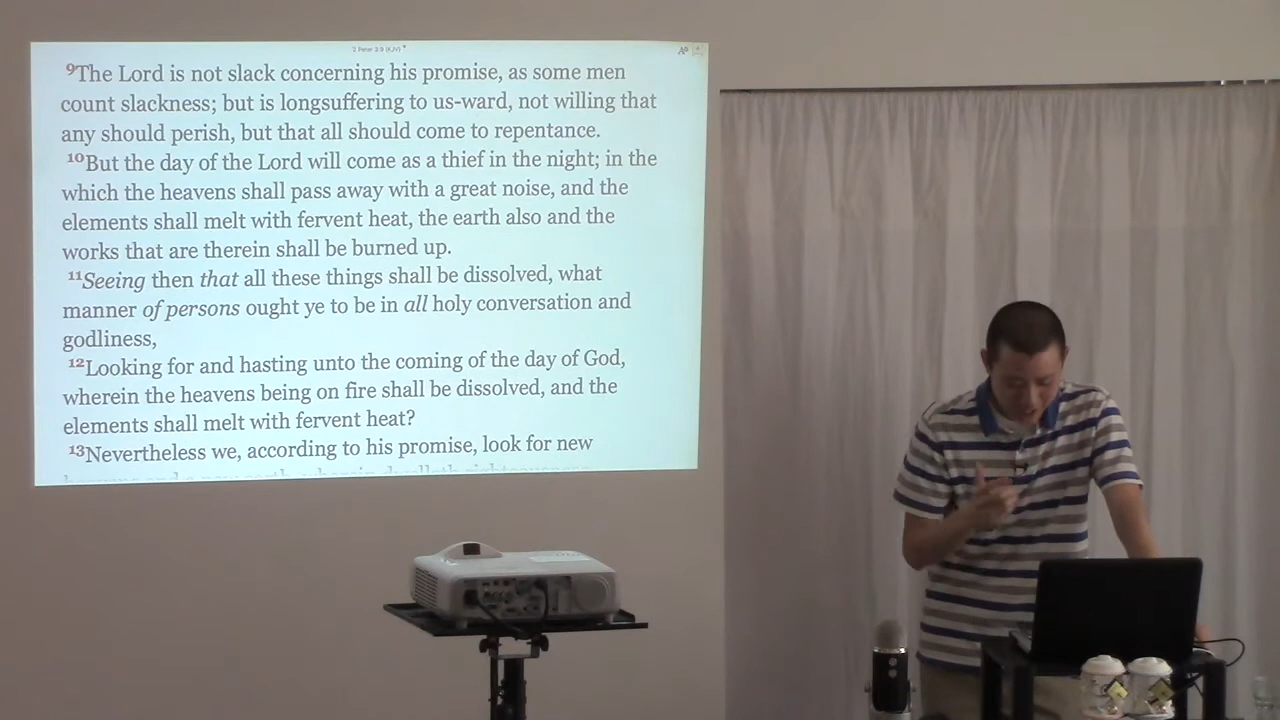 2 Peter 3:9 (KJV)
9The Lord is not slack concerning his promise, as some men
count slackness; but is longsuffering to us-ward, not willing that
any should perish, but that all should come to repentance.
10But the day of the Lord will come as a thief in the night; in the
which the heavens shall pass away with a great noise, and the
elements shall melt with fervent heat, the earth also and the
works that are therein shall be burned up.
11Seeing then that all these things shall be dissolved, what
manner of persons ought ye to be in all holy conversation and
godliness,
12Looking for and hasting unto the coming of the day of God,
wherein the heavens being on fire shall be dissolved, and the
elements shall melt with fervent heat?
13Nevertheless we, according to his promise, look for new